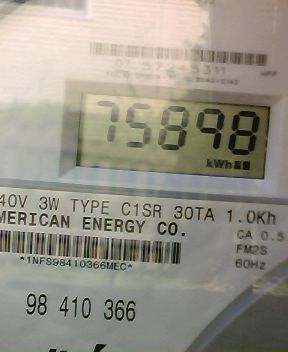 75898
kWh
40V 3W TYPE C1SR 30TA 1.0Kh
MERICAN ENERGY CO.
CA 0.5
FM2S
60Hz
*1NFS98410366MEC*
98 410 366